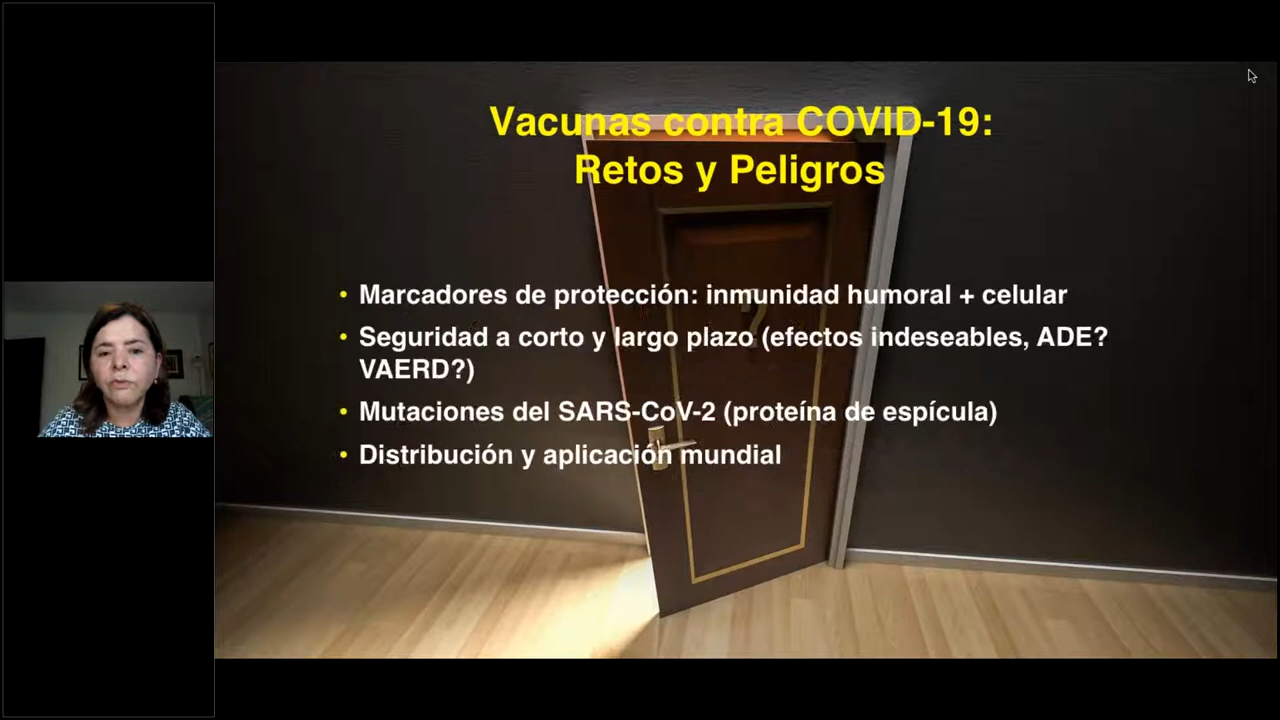 Vacunas contra COVID-19:
Retos y Peligros
• Marcadores de protección: inmunidad humoral + celular
• Seguridad a corto y largo plazo (efectos indeseables, ADE?
VAERD?)
• Mutaciones del SARS-CoV-2 (proteína de espícula)
• Distribución y aplicación mundial
?